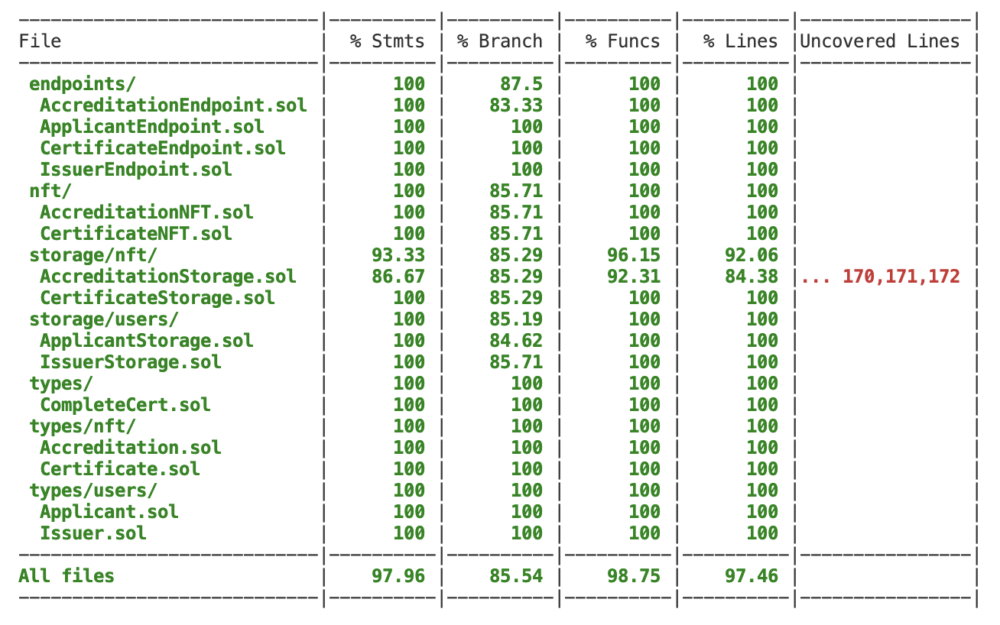 File | % Stmts | % Branch | % Funcs | % Lines |Uncovered Lines |
endpoints/ | 100 | 87.5 | 100 | 100 | |
AccreditationEndpoint.sol | 100 | 83.33 | 100 | 100 | |
ApplicantEndpoint.sol | 100 | 100 | 100 | 100 | |
CertificateEndpoint.sol | 100 | 100 | 100 | 100 | |
IssuerEndpoint.sol | 100 | 100 | 100 | 100 | |
nft/ | 100 | 85.71 | 100 | 100 | |
AccreditationNFT.sol | 100 | 85.71 | 100 | 100 | |
CertificateNFT.sol | 100 | 85.71 | 100 | 100 | |
storage/nft/ | 93.33 | 85.29 | 96.15 | 92.06 | |
AccreditationStorage.sol | 86.67 | 85.29 | 92.31 | 84.38 |... 170,171,172 |
CertificateStorage.sol | 100 | 85.29 | 100 | 100 | |
storage/users/ | 100 | 85.19 | 100 | 100 | |
ApplicantStorage.sol | 100 | 84.62 | 100 | 100 | |
IssuerStorage.sol | 100 | 85.71 | 100 | 100 | |
types/ | 100 | 100 | 100 | 100 | |
CompleteCert.sol | 100 | 100 | 100 | 100 | |
types/nft/ | 100 | 100 | 100 | 100 | |
Accreditation.sol | 100 | 100 | 100 | 100 | |
Certificate.sol | 100 | 100 | 100 | 100 | |
types/users/ | 100 | 100 | 100 | 100 | |
Applicant.sol | 100 | 100 | 100 | 100 | |
Issuer.sol | 100 | 100 | 100 | 100 | |
All files | 97.96 | 85.54 | 98.75 | 97.46 | |